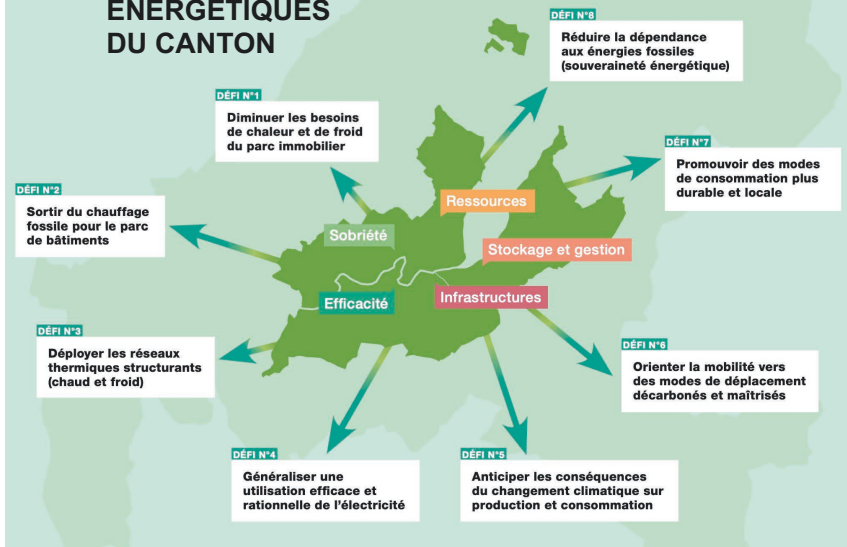 ÉNERGÉTIQUES
DU CANTON
DÉFI N°8
Réduire la dépendance
aux énergies fossiles
(souveraineté énergétique)
DÉFI N°1
Diminuer les besoins
de chaleur et de froid
du parc immobilier
DÉFI N°7
Promouvoir des modes
de consommation plus
durable et locale
DÉFI N°2
Sortir du chauffage
fossile pour le parc
de bâtiments
Ressources
Sobriété
Stockage et gestion
Efficacité
Infrastructures
DÉFI N°3
Déployer les réseaux
thermiques structurants
(chaud et froid)
DÉFI N°6
Orienter la mobilité vers
des modes de déplacement
décarbonés et maîtrisés
DÉFI N°4
Généraliser une
utilisation efficace et
rationnelle de l'électricité
DÉFI N°5
Anticiper les conséquences
du changement climatique sur
production et consommation